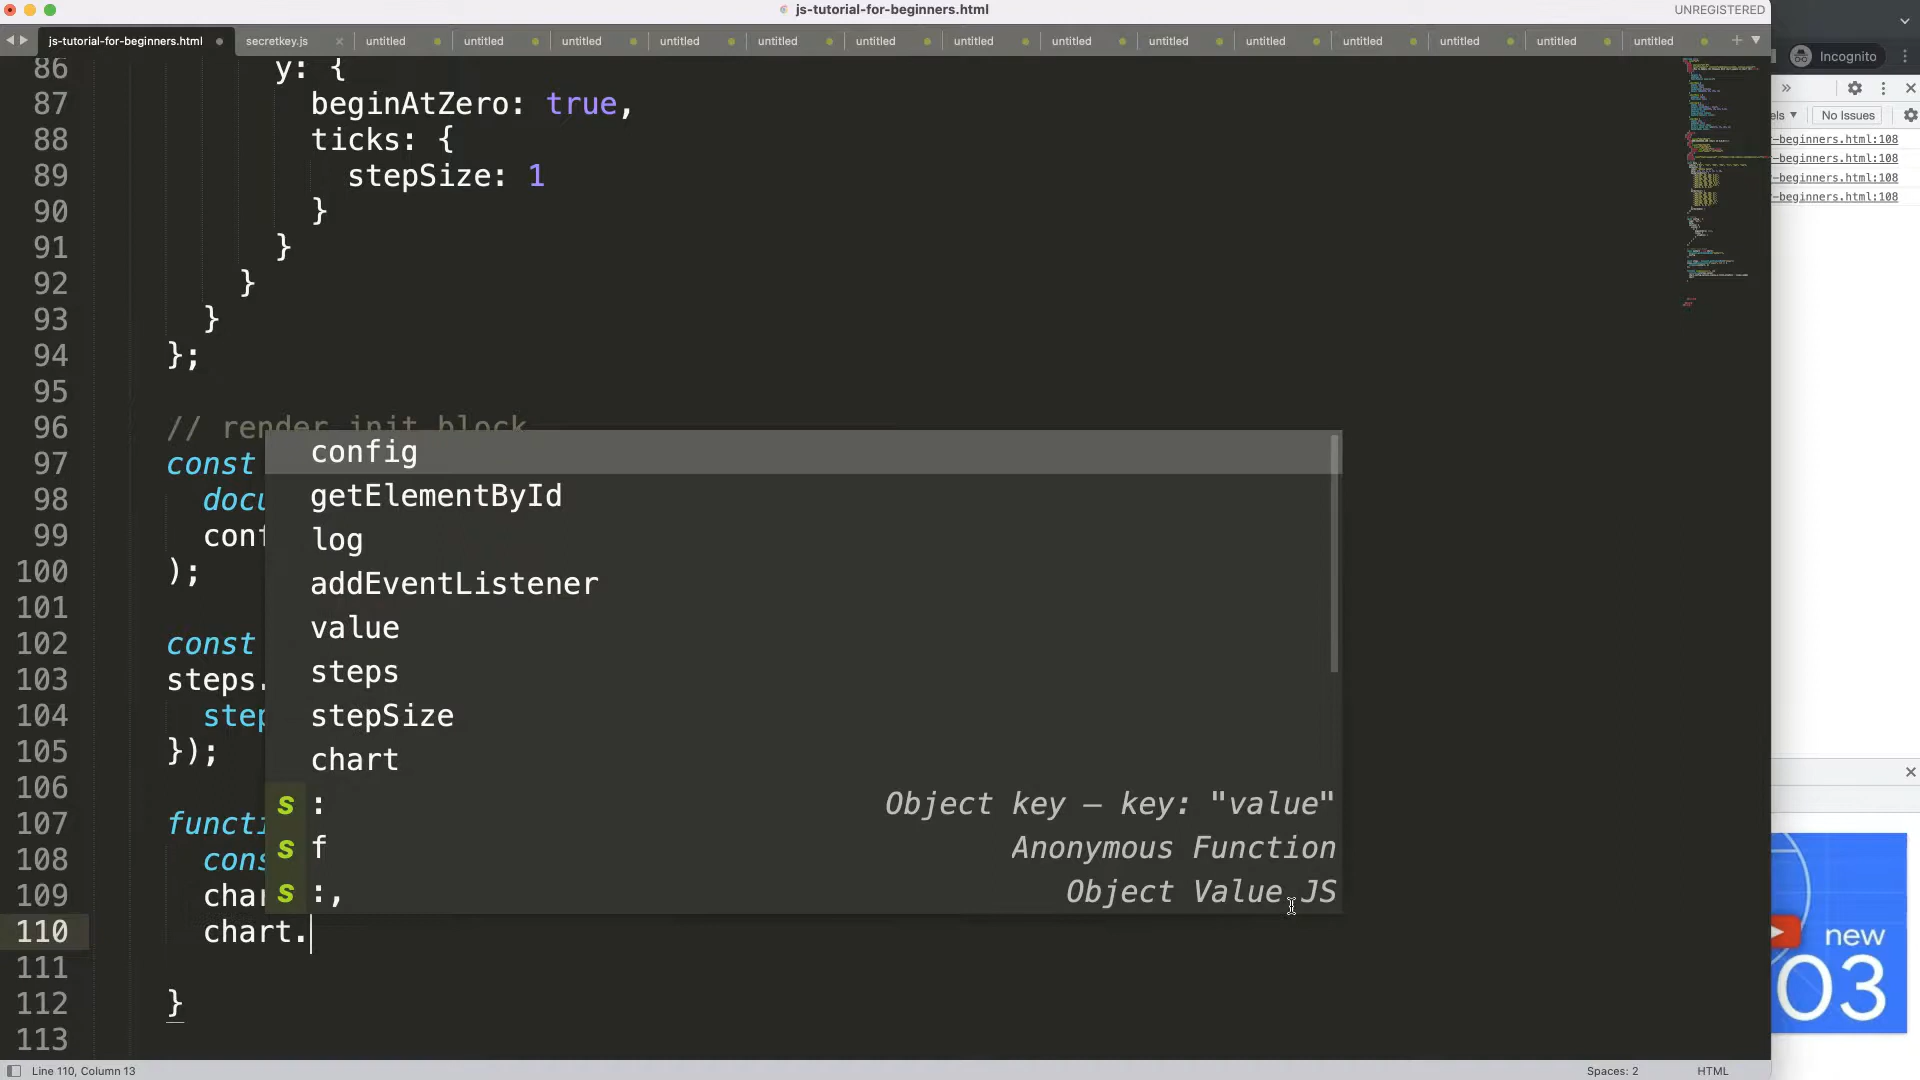 js-tutorial-for-beginners.html
UNREGISTERED
js-tutorial-for-beginners.html
secretkey.js
untitled
untitled
untitled
untitled
untitled
untitled
untitled
untitled
untitled
untitled
untitled
untitled
untitled
untitled
Incognito
No Issues
-beginners.html:108
-beginners.html:108
-beginners.html:108
-beginners.html:108
86 y: {
87 beginAtZero: true,
88 ticks: {
89 stepSize: 1
90 }
91 }
92 }
93 }
94 };
95
96 // render init block
97 const
98 docu
99 conf
100 );
101
102 const
103 steps.
104 step
105 });
106
107 functi
108 cons
109 char
110 chart.
111
112 }
113
config
getElementById
log
addEventListener
value
steps
stepSize
chart
s : Object key – key: "value"
s f Anonymous Function
s :, Object Value JS
new
03
Line 110, Column 13
Spaces: 2
HTML